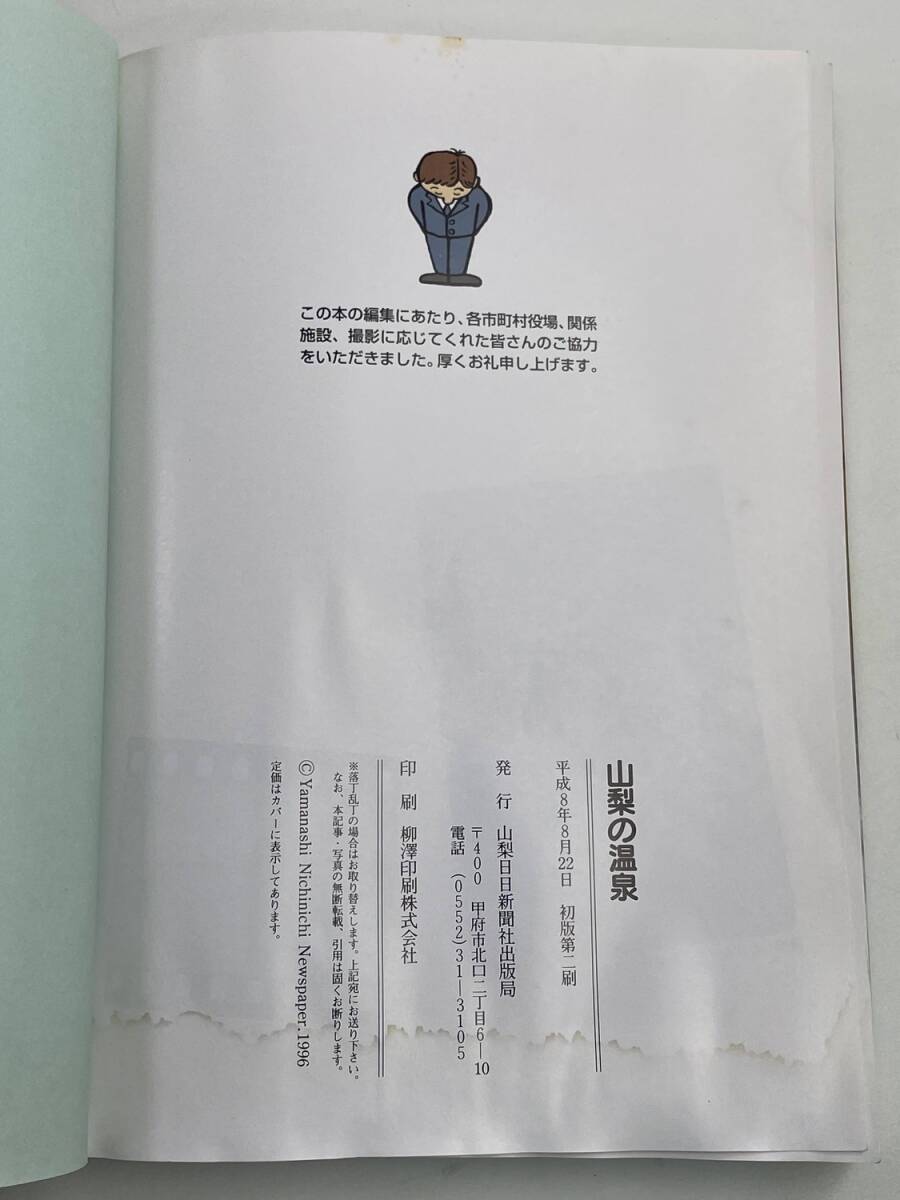 この本の編集にあたり、各市町村役場、関係
施設、撮影に応じてくれた皆さんのご協力
をいただきました。厚くお礼申し上げます。
山梨の温泉
平成8年8月22日　初版第二刷
発　行　山梨日日新聞社出版局
〒400　甲府市北口二丁目6―10
電話　(0552)31―3105
印　刷　柳澤印刷株式会社
※落丁乱丁の場合はお取り替えします。上記宛にお送り下さい。
なお、本記事・写真の無断転載、引用は固くお断りします。
© Yamanashi Nichinichi Newspaper.1996
定価はカバーに表示してあります。